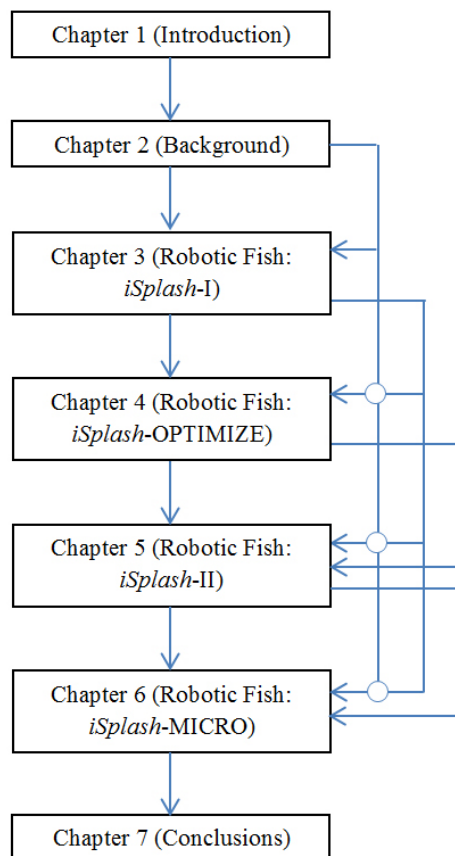 Chapter 1 (Introduction)
Chapter 2 (Background)
Chapter 3 (Robotic Fish:
iSplash-I)
Chapter 4 (Robotic Fish:
iSplash-OPTIMIZE)
Chapter 5 (Robotic Fish:
iSplash-II)
Chapter 6 (Robotic Fish:
iSplash-MICRO)
Chapter 7 (Conclusions)